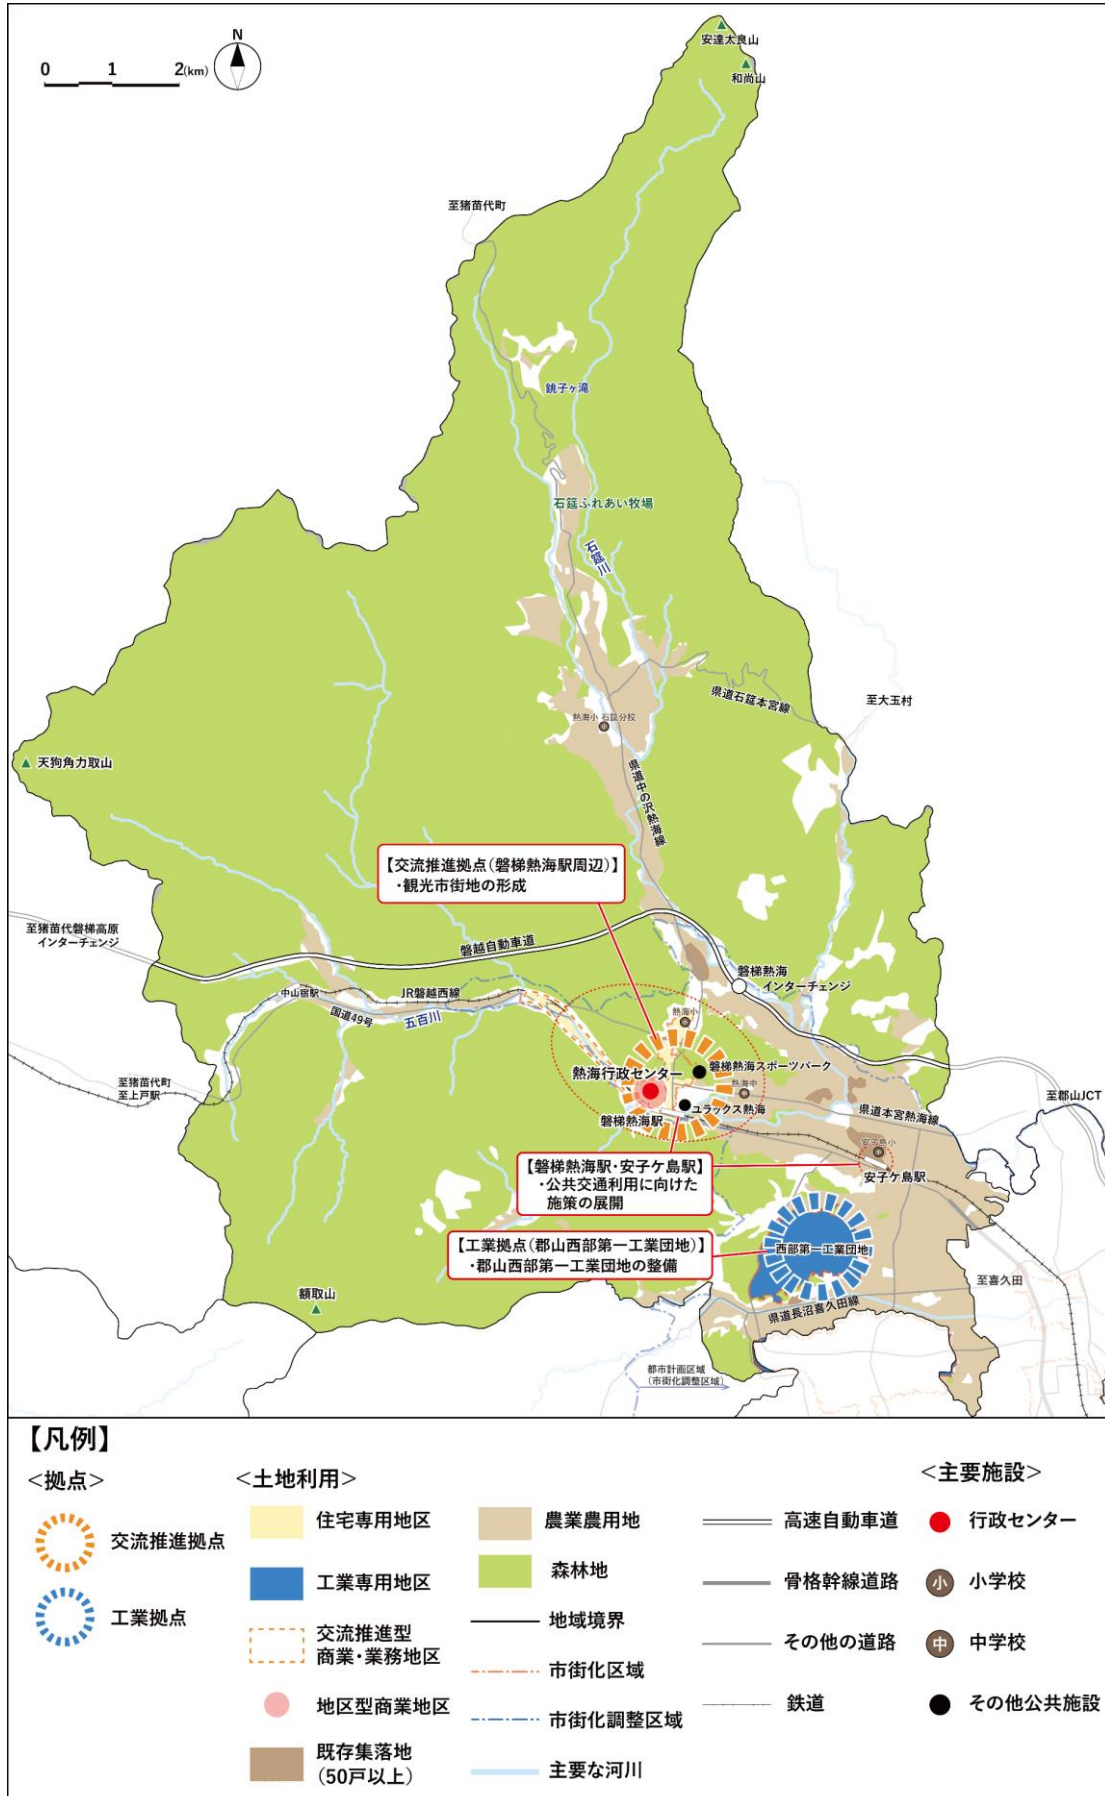 0 1 2(km)
N
安達太良山
和尚山
至猪苗代町
銚子ヶ滝
石筵ふれあい牧場
石筵川
県道石筵本宮線
至大玉村
熱海小 石筵分校
小
天狗角力取山
県道中の沢熱海線
【交流推進拠点(磐梯熱海駅周辺)】
・観光市街地の形成
至猪苗代磐梯高原
インターチェンジ
磐越自動車道
磐梯熱海
インターチェンジ
中山宿駅
JR磐越西線
国道49号
五百川
熱海小
小
磐梯熱海スポーツパーク
熱海行政センター
熱海中
中
至猪苗代町
至上戸駅
ユラックス熱海
磐梯熱海駅
県道本宮熱海線
至郡山JCT
安子島小
小
安子ケ島駅
【磐梯熱海駅・安子ケ島駅】
・公共交通利用に向けた
施策の展開
【工業拠点(郡山西部第一工業団地)】
・郡山西部第一工業団地の整備
西部第一工業団地
至喜久田
額取山
県道長沼喜久田線
都市計画区域
(市街化調整区域)
【凡例】
<拠点>
交流推進拠点
工業拠点
<土地利用>
住宅専用地区
工業専用地区
交流推進型
商業・業務地区
地区型商業地区
既存集落地
(50戸以上)
農業農用地
森林地
地域境界
市街化区域
市街化調整区域
主要な河川
高速自動車道
骨格幹線道路
その他の道路
鉄道
<主要施設>
行政センター
小 小学校
中 中学校
その他公共施設